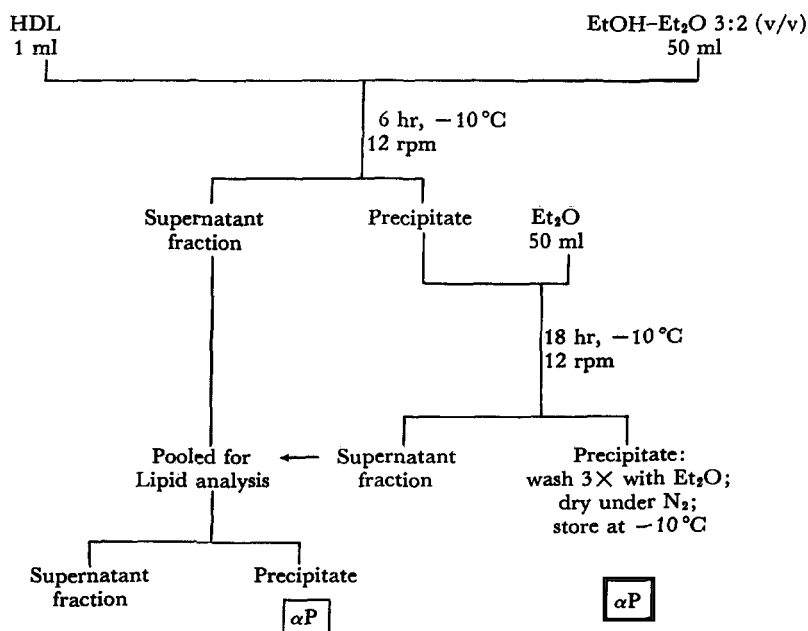 HDL
1 ml
EtOH–Et₂O 3:2 (v/v)
50 ml
6 hr, −10 °C
12 rpm
Supernatant
fraction
Precipitate
Et₂O
50 ml
18 hr, −10 °C
12 rpm
Pooled for
Lipid analysis
Supernatant
fraction
Precipitate:
wash 3× with Et₂O;
dry under N₂;
store at −10 °C
Supernatant
fraction
Precipitate
αP
αP